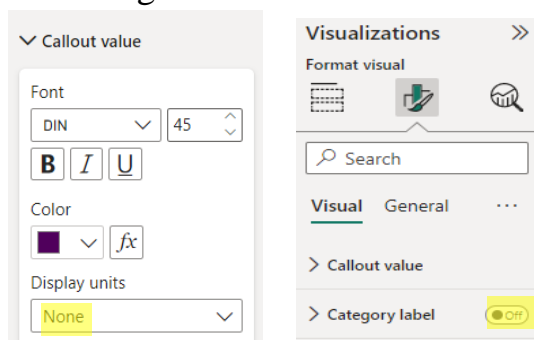 Callout value
Font
DIN 45
B I U
Color
fx
Display units
None
Visualizations
Format visual
Search
Visual General ...
Callout value
Category label Off